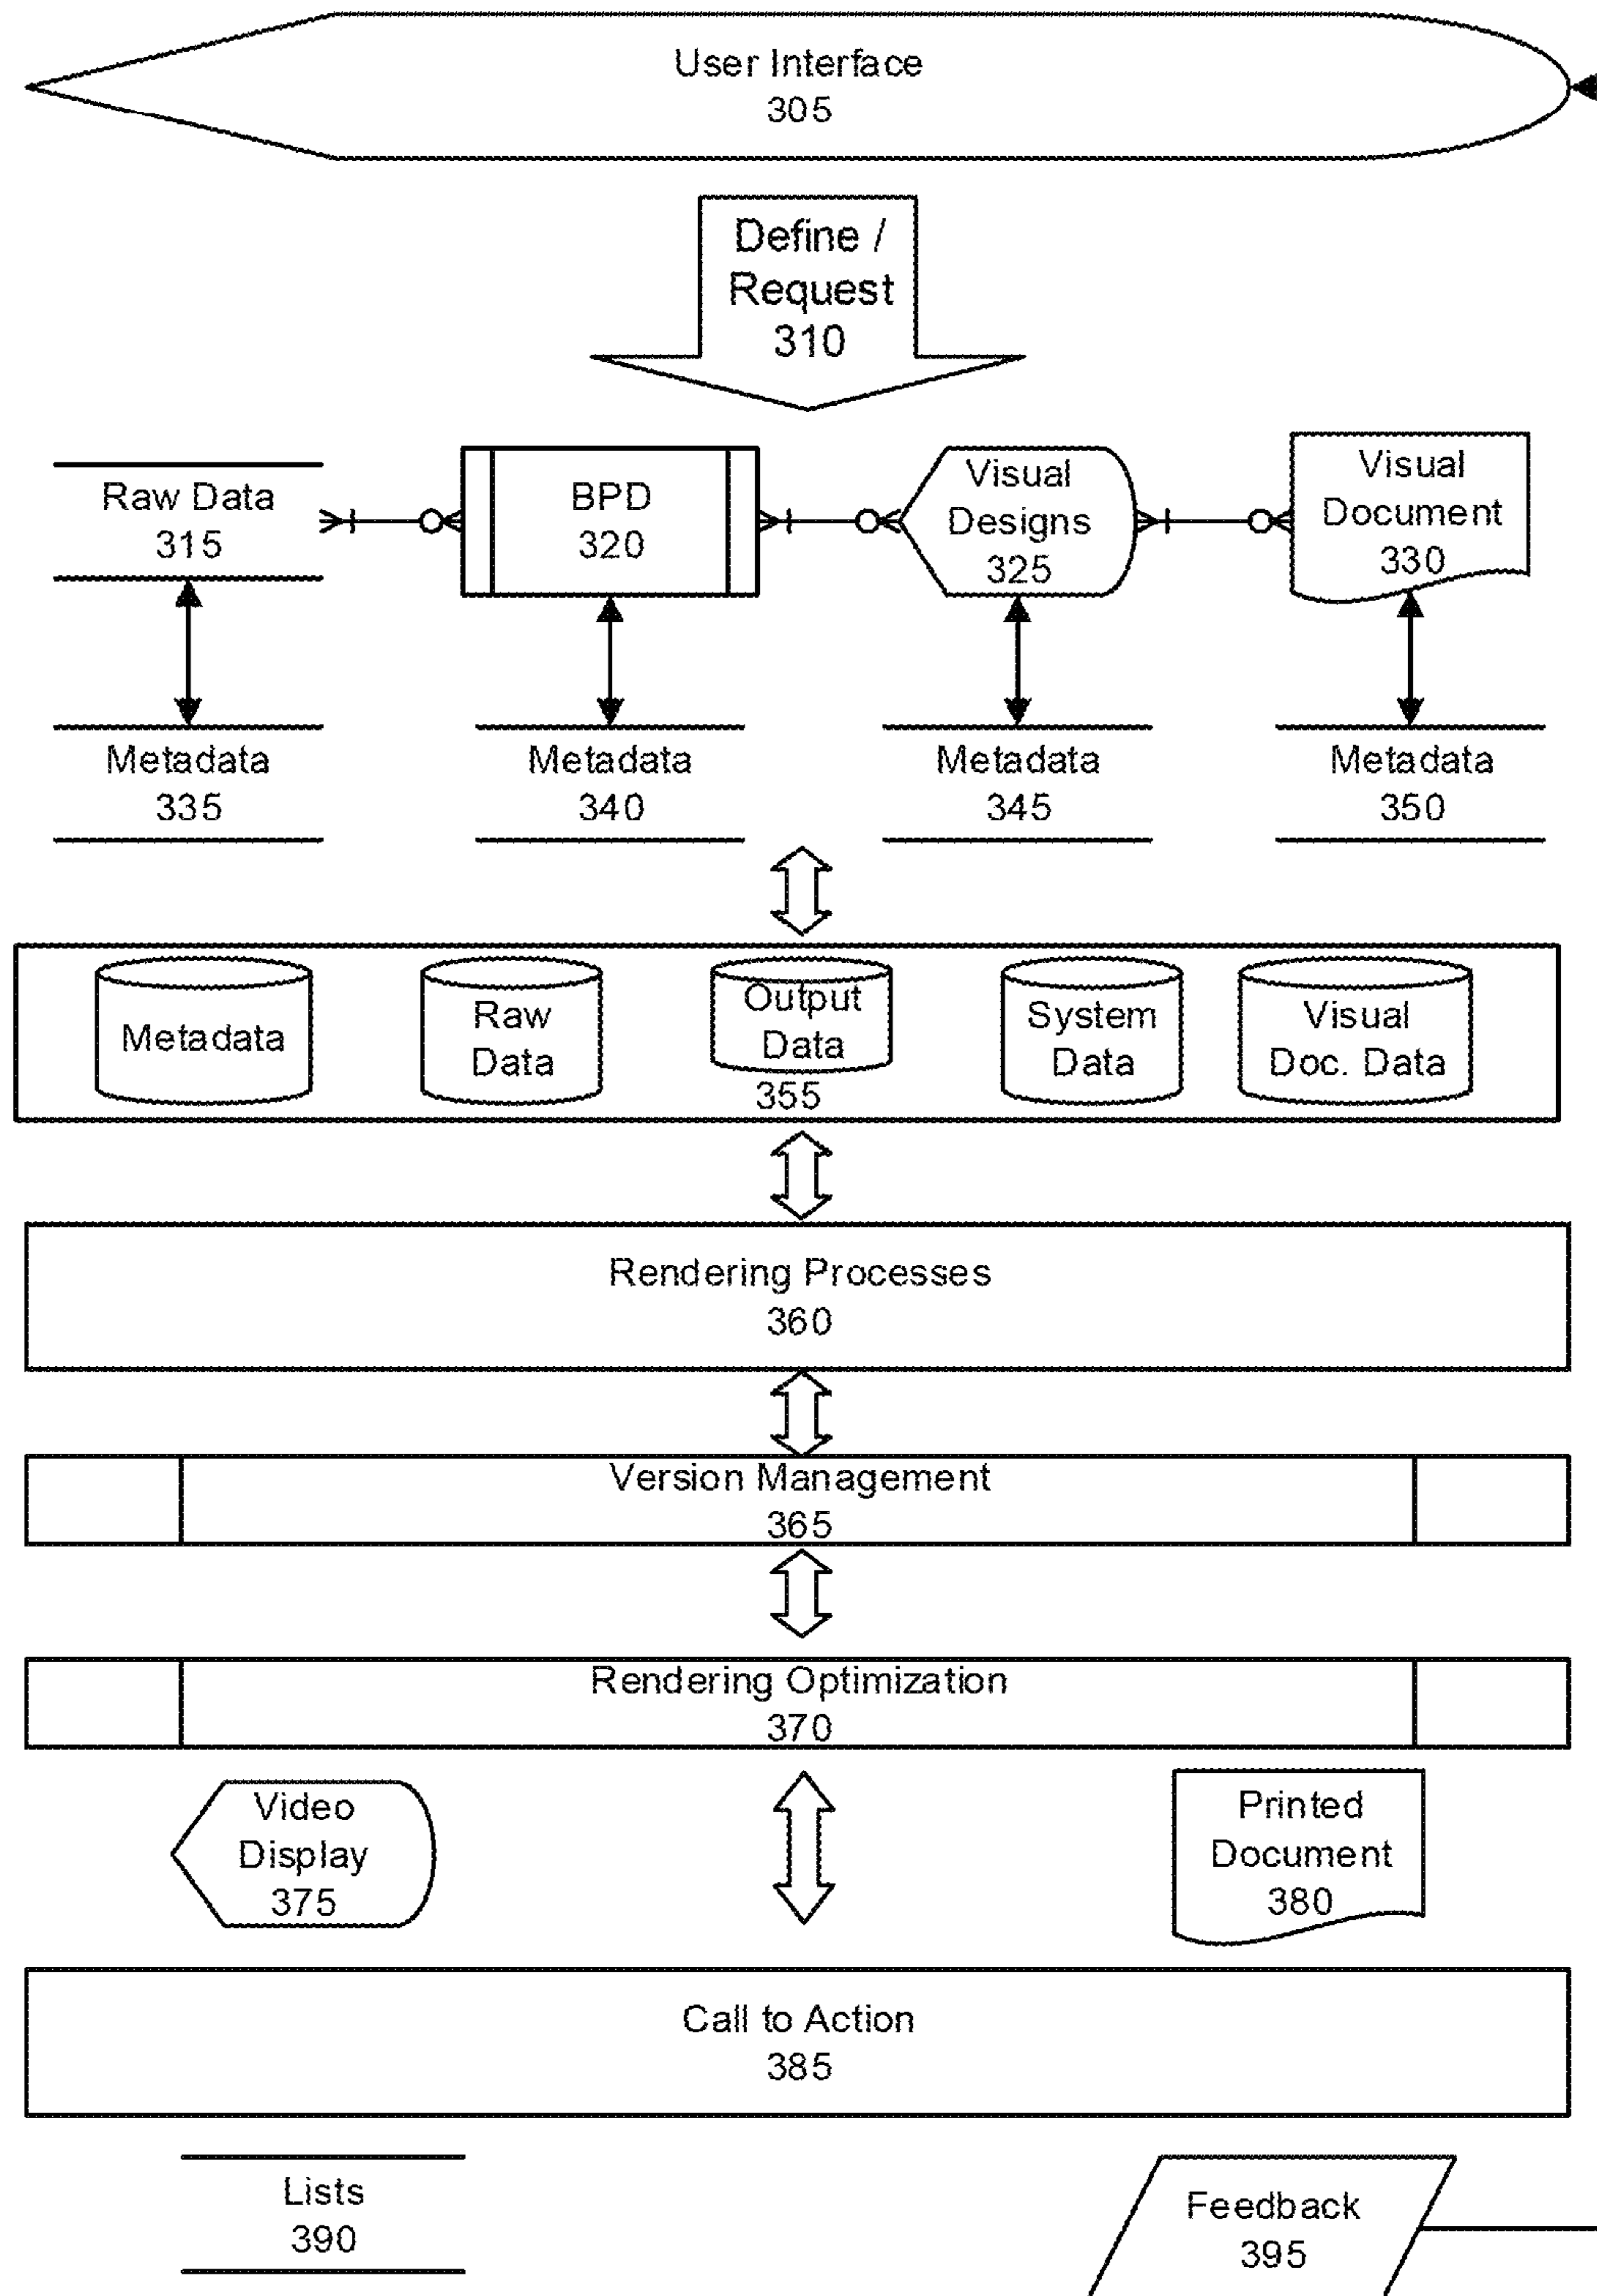 User Interface
305
Define /
Request
310
Raw Data
315
BPD
320
Visual
Designs
325
Visual
Document
330
Metadata
335
Metadata
340
Metadata
345
Metadata
350
Metadata
Raw
Data
Output
Data
355
System
Data
Visual
Doc. Data
Rendering Processes
360
Version Management
365
Rendering Optimization
370
Video
Display
375
Printed
Document
380
Call to Action
385
Lists
390
Feedback
395